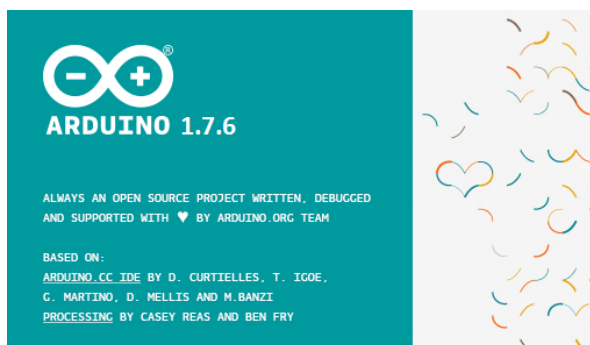 ®
ARDUINO 1.7.6
ALWAYS AN OPEN SOURCE PROJECT WRITTEN, DEBUGGED
AND SUPPORTED WITH ♥ BY ARDUINO.ORG TEAM
BASED ON:
ARDUINO.CC IDE BY D. CURTIELLES, T. IGOE,
G. MARTINO, D. MELLIS AND M.BANZI
PROCESSING BY CASEY REAS AND BEN FRY